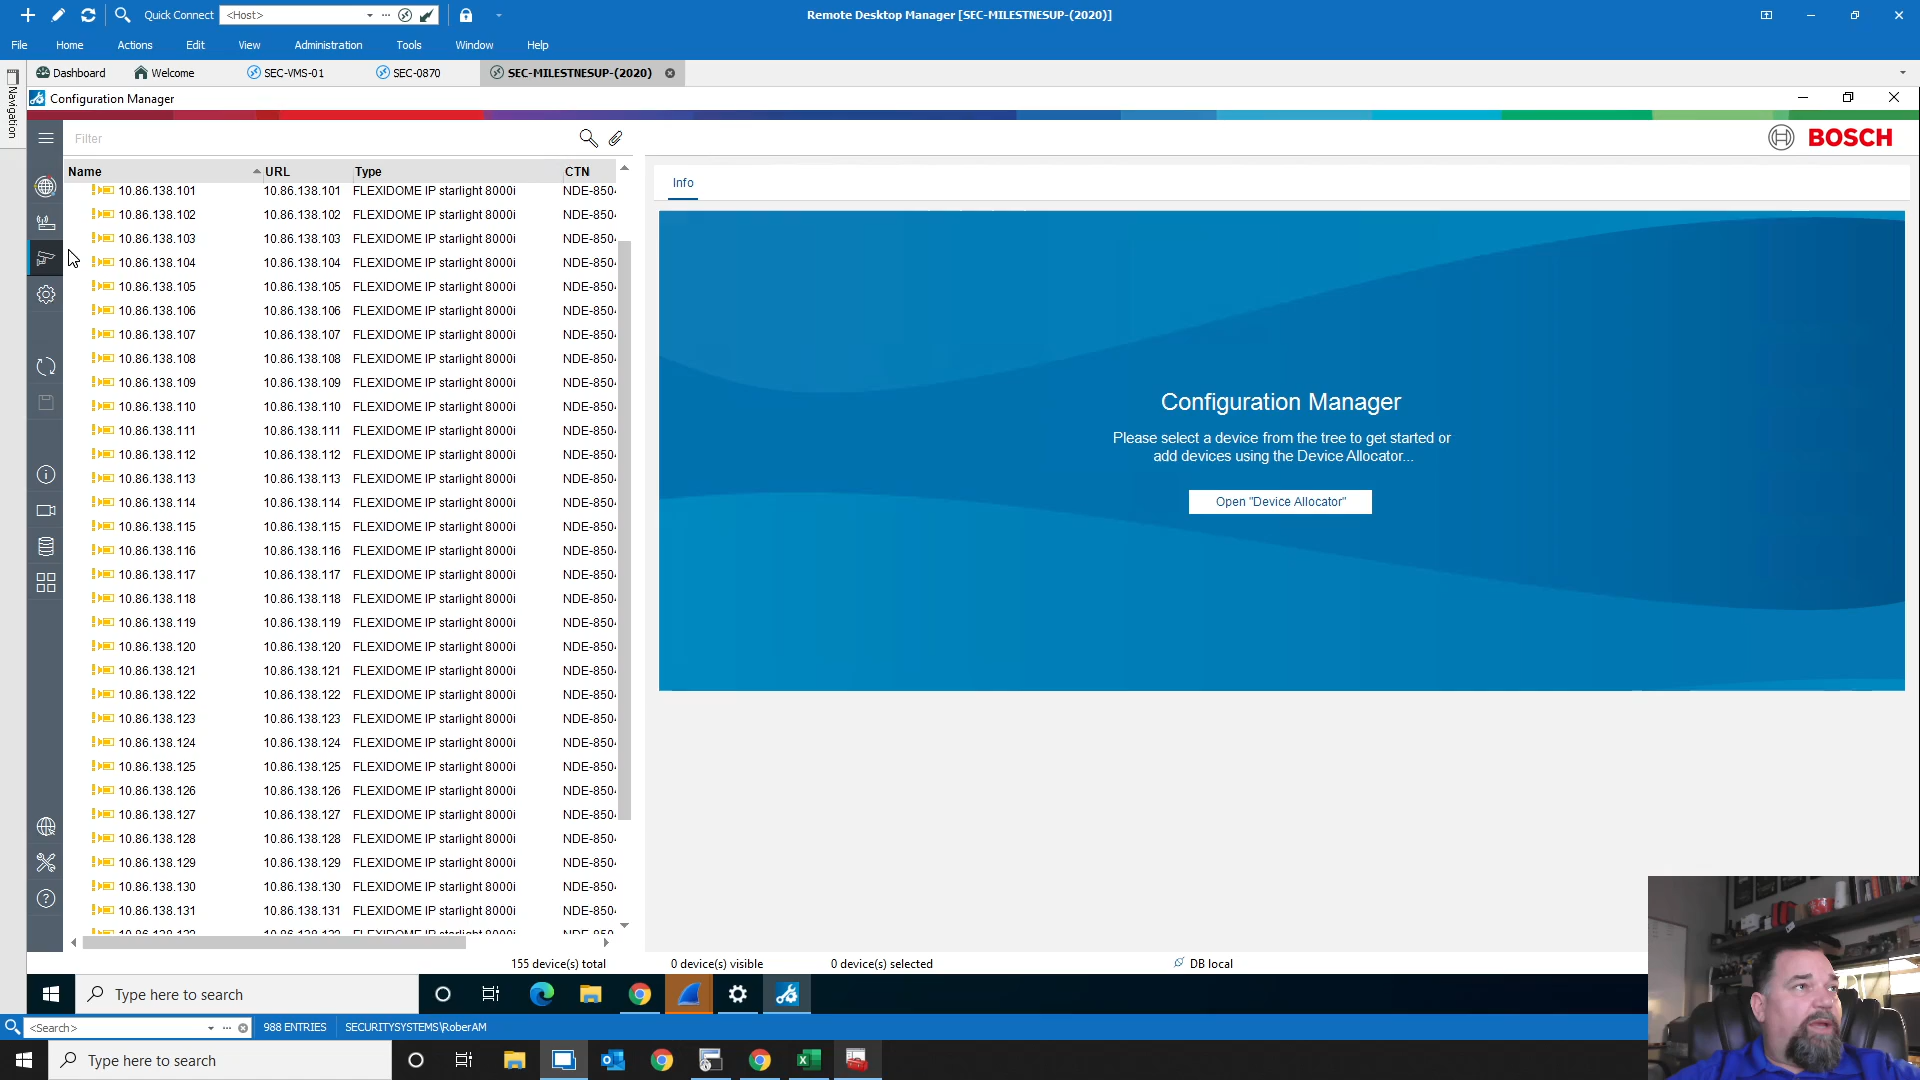 Quick Connect <Host> Remote Desktop Manager [SEC-MILESTNESUP-(2020)]
File Home Actions Edit View Administration Tools Window Help
Dashboard Welcome SEC-VMS-01 SEC-0870 SEC-MILESTNESUP-(2020)
Navigation
Configuration Manager
Filter
BOSCH
Name URL Type CTN
Info
10.86.138.101 10.86.138.101 FLEXIDOME IP starlight 8000i NDE-850
10.86.138.102 10.86.138.102 FLEXIDOME IP starlight 8000i NDE-850
10.86.138.103 10.86.138.103 FLEXIDOME IP starlight 8000i NDE-850
10.86.138.104 10.86.138.104 FLEXIDOME IP starlight 8000i NDE-850
10.86.138.105 10.86.138.105 FLEXIDOME IP starlight 8000i NDE-850
10.86.138.106 10.86.138.106 FLEXIDOME IP starlight 8000i NDE-850
10.86.138.107 10.86.138.107 FLEXIDOME IP starlight 8000i NDE-850
10.86.138.108 10.86.138.108 FLEXIDOME IP starlight 8000i NDE-850
10.86.138.109 10.86.138.109 FLEXIDOME IP starlight 8000i NDE-850
10.86.138.110 10.86.138.110 FLEXIDOME IP starlight 8000i NDE-850
10.86.138.111 10.86.138.111 FLEXIDOME IP starlight 8000i NDE-850
10.86.138.112 10.86.138.112 FLEXIDOME IP starlight 8000i NDE-850
10.86.138.113 10.86.138.113 FLEXIDOME IP starlight 8000i NDE-850
10.86.138.114 10.86.138.114 FLEXIDOME IP starlight 8000i NDE-850
10.86.138.115 10.86.138.115 FLEXIDOME IP starlight 8000i NDE-850
10.86.138.116 10.86.138.116 FLEXIDOME IP starlight 8000i NDE-850
10.86.138.117 10.86.138.117 FLEXIDOME IP starlight 8000i NDE-850
10.86.138.118 10.86.138.118 FLEXIDOME IP starlight 8000i NDE-850
10.86.138.119 10.86.138.119 FLEXIDOME IP starlight 8000i NDE-850
10.86.138.120 10.86.138.120 FLEXIDOME IP starlight 8000i NDE-850
10.86.138.121 10.86.138.121 FLEXIDOME IP starlight 8000i NDE-850
10.86.138.122 10.86.138.122 FLEXIDOME IP starlight 8000i NDE-850
10.86.138.123 10.86.138.123 FLEXIDOME IP starlight 8000i NDE-850
10.86.138.124 10.86.138.124 FLEXIDOME IP starlight 8000i NDE-850
10.86.138.125 10.86.138.125 FLEXIDOME IP starlight 8000i NDE-850
10.86.138.126 10.86.138.126 FLEXIDOME IP starlight 8000i NDE-850
10.86.138.127 10.86.138.127 FLEXIDOME IP starlight 8000i NDE-850
10.86.138.128 10.86.138.128 FLEXIDOME IP starlight 8000i NDE-850
10.86.138.129 10.86.138.129 FLEXIDOME IP starlight 8000i NDE-850
10.86.138.130 10.86.138.130 FLEXIDOME IP starlight 8000i NDE-850
10.86.138.131 10.86.138.131 FLEXIDOME IP starlight 8000i NDE-850
Configuration Manager
Please select a device from the tree to get started or
add devices using the Device Allocator...
Open "Device Allocator"
155 device(s) total 0 device(s) visible 0 device(s) selected DB local
Type here to search
<Search> 988 ENTRIES SECURITYSYSTEMS\RoberAM
Type here to search